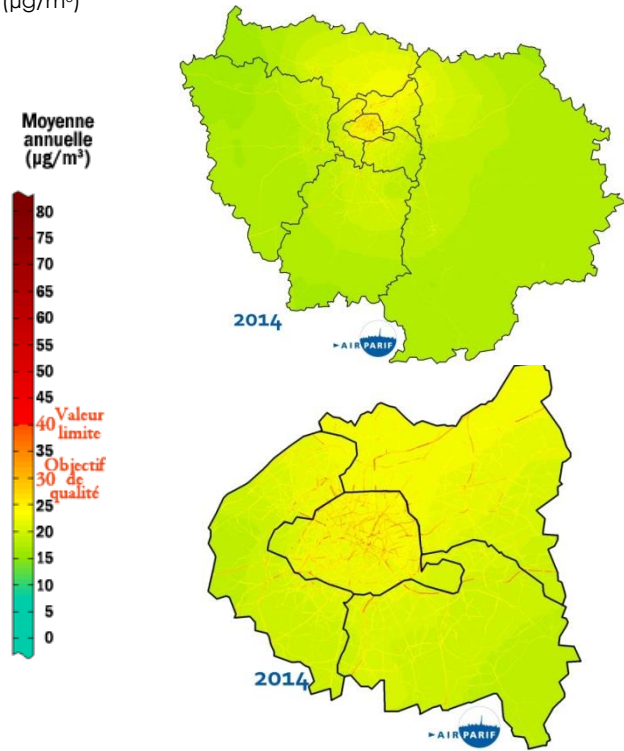 (µg/m³)
Moyenne
annuelle
(µg/m³)
80
75
70
65
60
55
50
45
40 Valeur
limite
35
Objectif
30 de
qualité
25
20
15
10
8
5
0
2014
AIRPARIF
2014
AIRPARIF